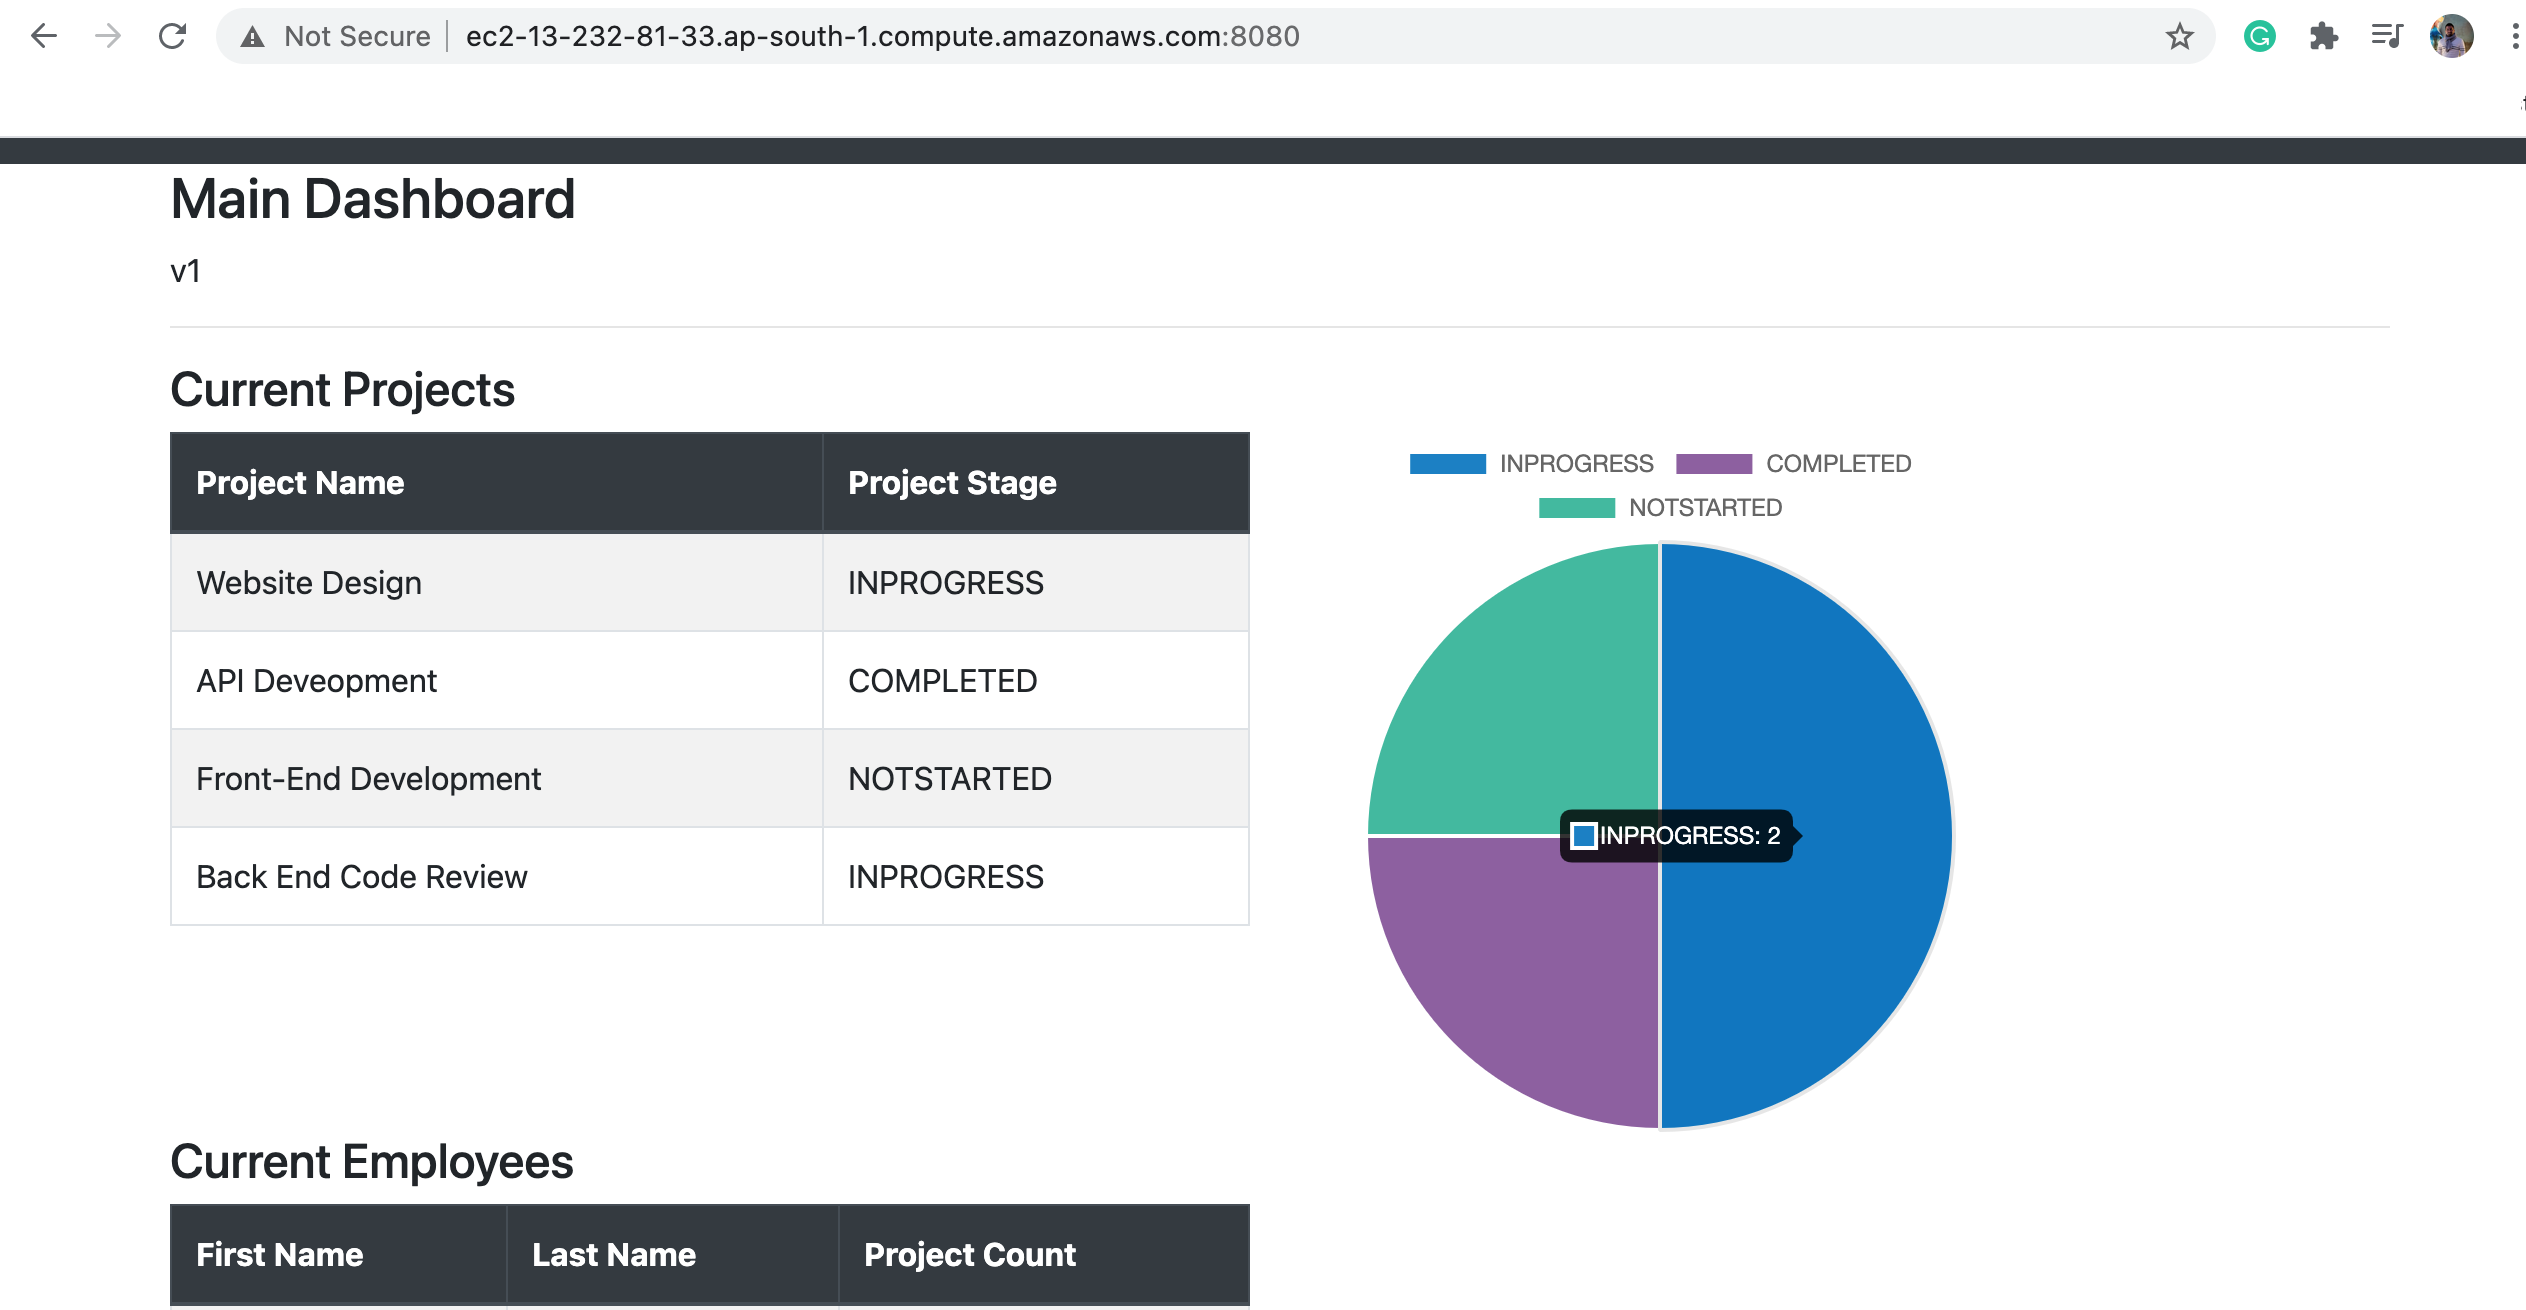 Not Secure ec2-13-232-81-33.ap-south-1.compute.amazonaws.com:8080
Main Dashboard
v1
Current Projects
Project Name Project Stage
Website Design INPROGRESS
API Deveopment COMPLETED
Front-End Development NOTSTARTED
Back End Code Review INPROGRESS
INPROGRESS COMPLETED
NOTSTARTED
INPROGRESS: 2
Current Employees
First Name Last Name Project Count